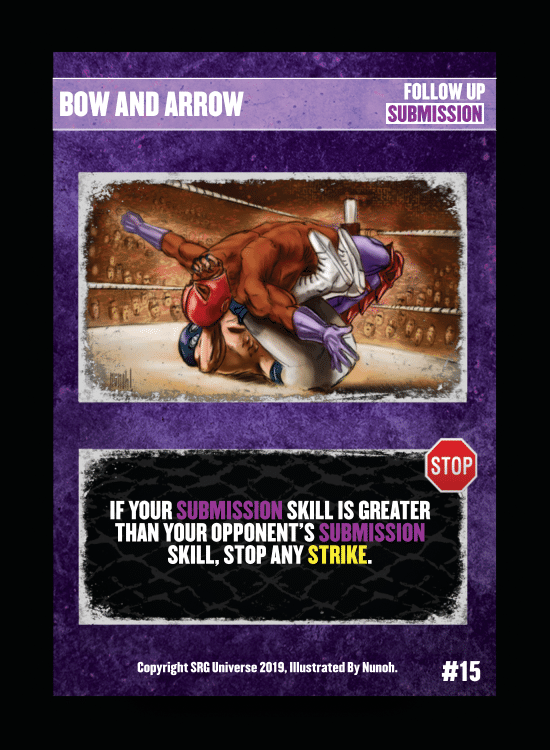 BOW AND ARROW
FOLLOW UP
SUBMISSION
STOP
IF YOUR SUBMISSION SKILL IS GREATER
THAN YOUR OPPONENT'S SUBMISSION
SKILL, STOP ANY STRIKE.
Copyright SRG Universe 2019, Illustrated By Nunoh.
#15